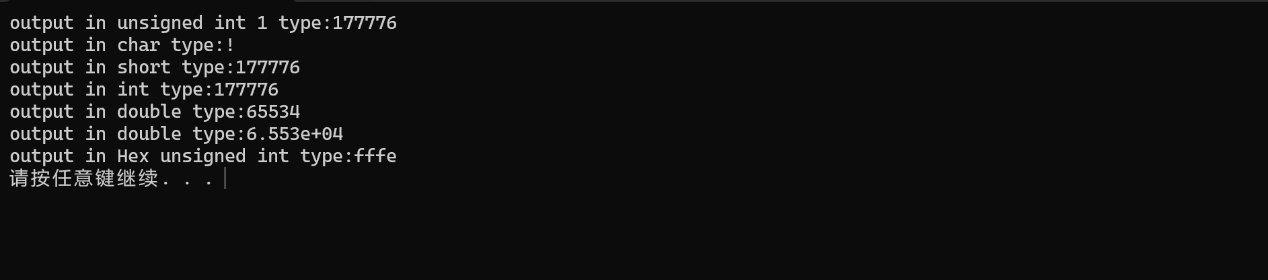 output in unsigned int 1 type:177776
output in char type:!
output in short type:177776
output in int type:177776
output in double type:65534
output in double type:6.553e+04
output in Hex unsigned int type:fffe
请按任意键继续. . .